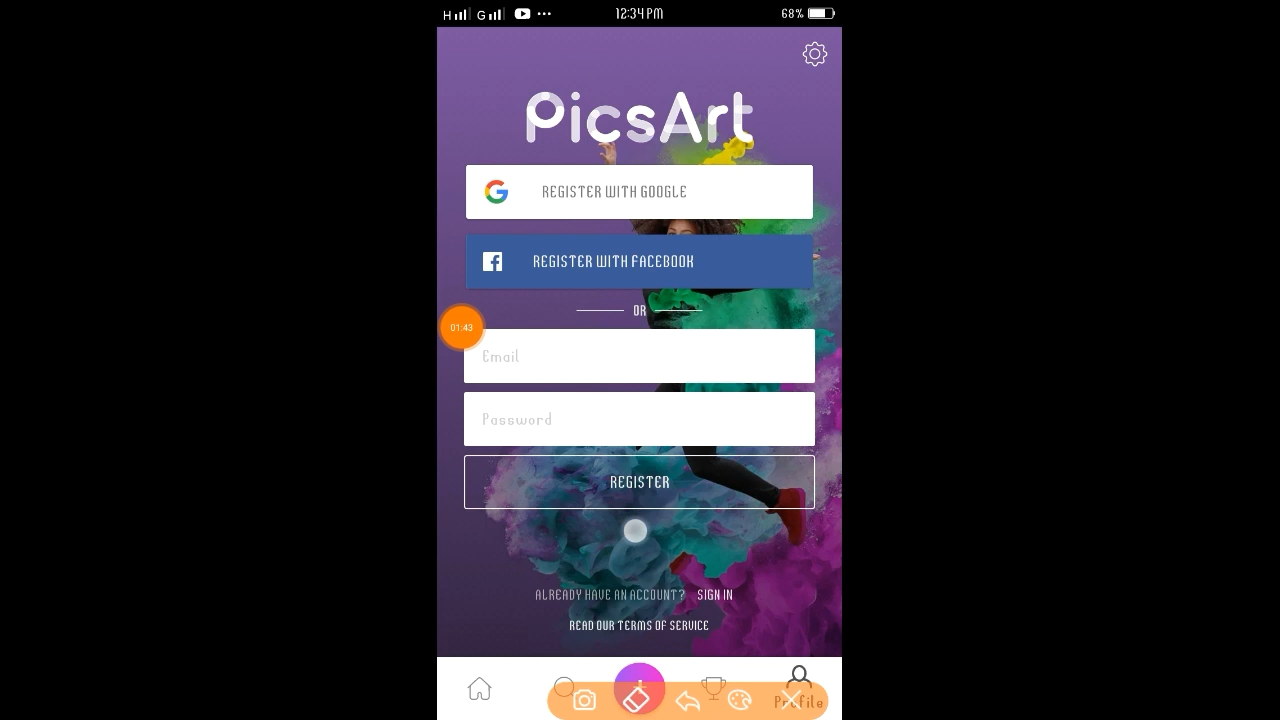 H G 12:34 PM 68%
PicsArt
REGISTER WITH GOOGLE
REGISTER WITH FACEBOOK
OR
01:43
Email
Password
REGISTER
ALREADY HAVE AN ACCOUNT? SIGN IN
READ OUR TERMS OF SERVICE
Profile